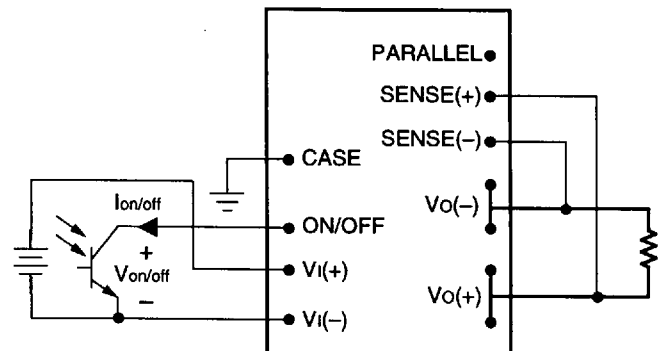 PARALLEL
SENSE(+)
SENSE(–)
CASE
Ion/off
VO(–)
ON/OFF
+
Von/off
VI(+)
–
VO(+)
VI(–)